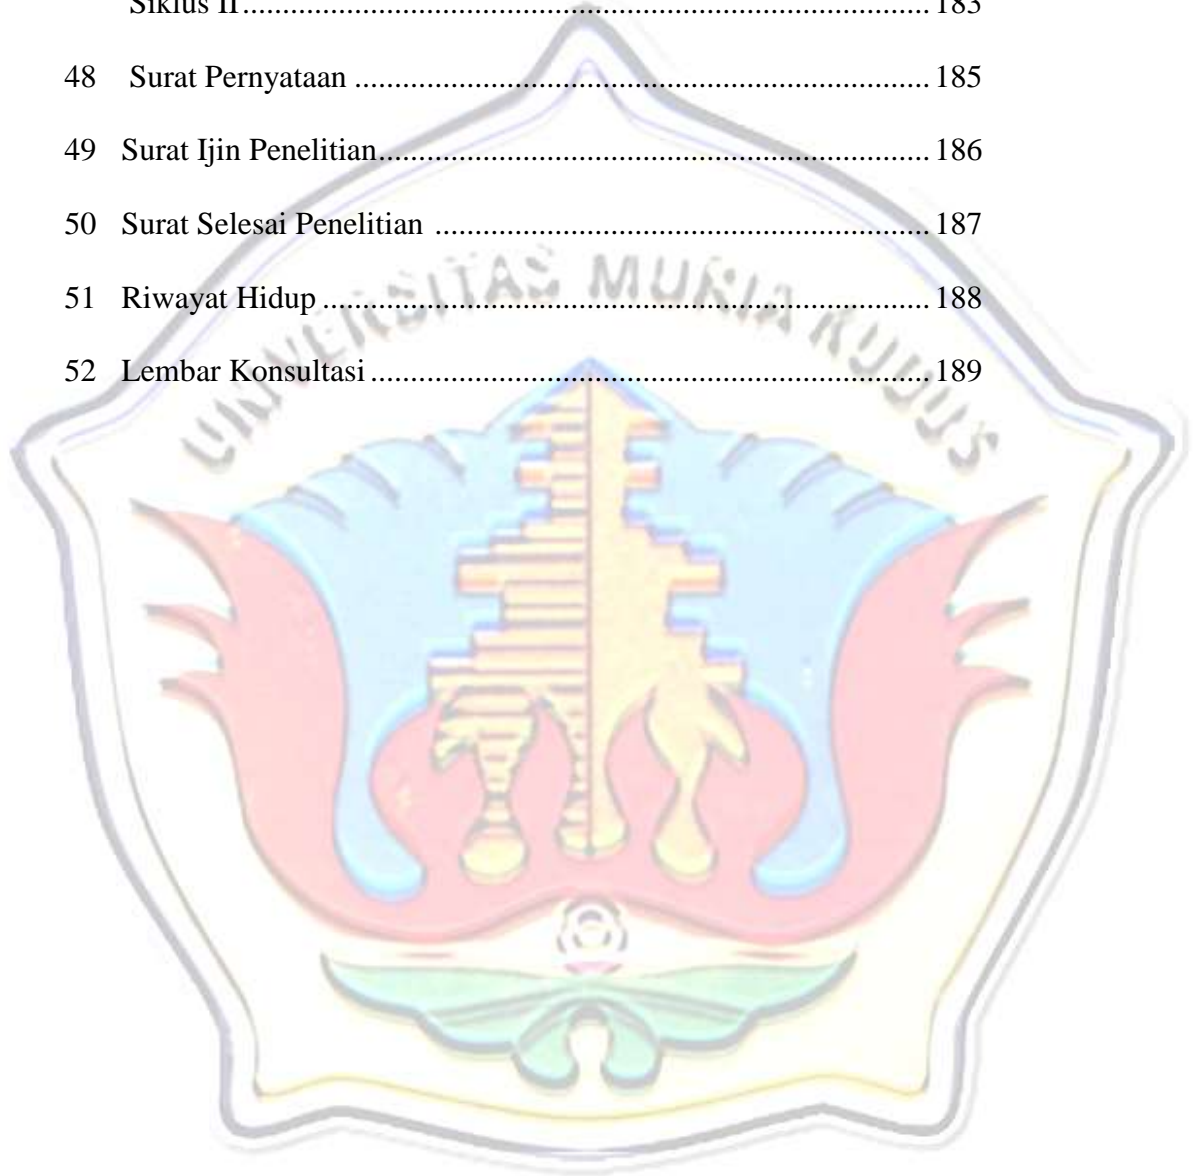 Siklus II........................................................................................ 183
48 Surat Pernyataan ........................................................................ 185
49 Surat Ijin Penelitian..................................................................... 186
50 Surat Selesai Penelitian .............................................................. 187
51 Riwayat Hidup ............................................................................ 188
52 Lembar Konsultasi ...................................................................... 189
UNIVERSITAS MURIA KUDUS